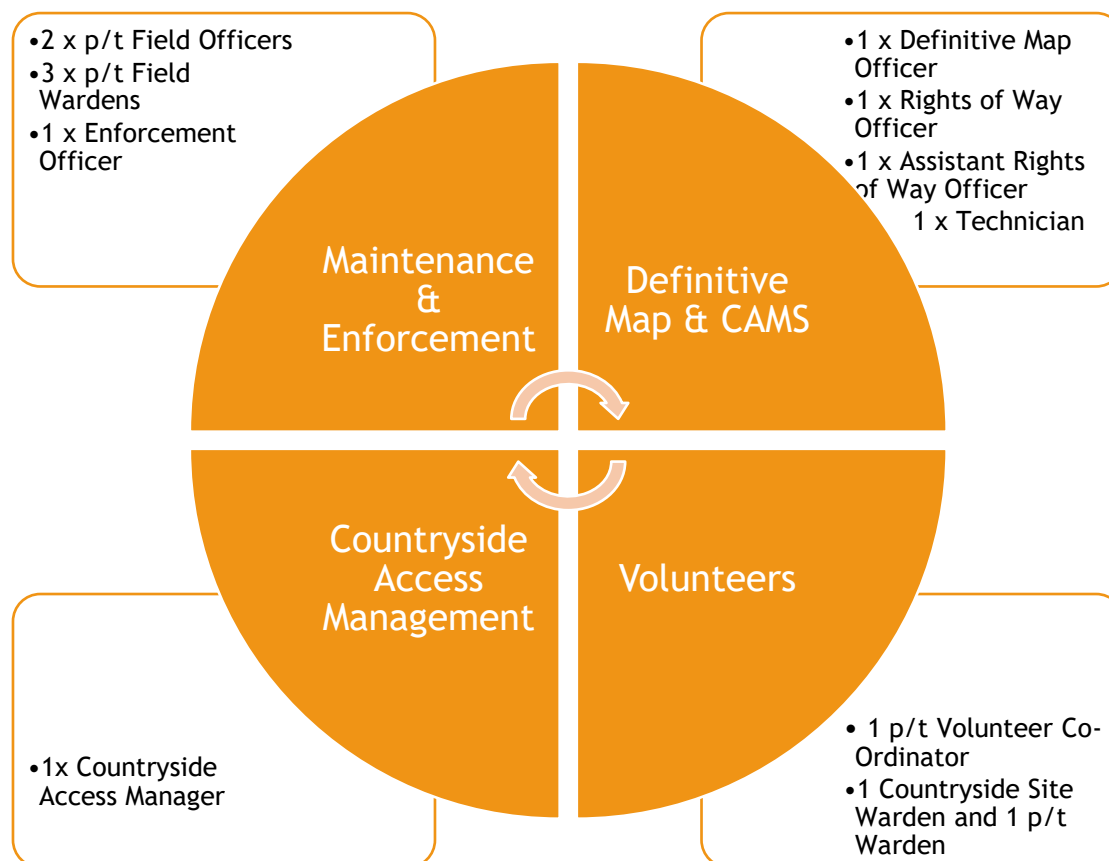 •2 x p/t Field Officers
•3 x p/t Field
Wardens
•1 x Enforcement
Officer
•1 x Definitive Map
Officer
•1 x Rights of Way
Officer
•1 x Assistant Rights
of Way Officer
1 x Technician
Maintenance
&
Enforcement
Definitive
Map & CAMS
Countryside
Access
Management
Volunteers
•1x Countryside
Access Manager
• 1 p/t Volunteer Co-
Ordinator
•1 Countryside Site
Warden and 1 p/t
Warden